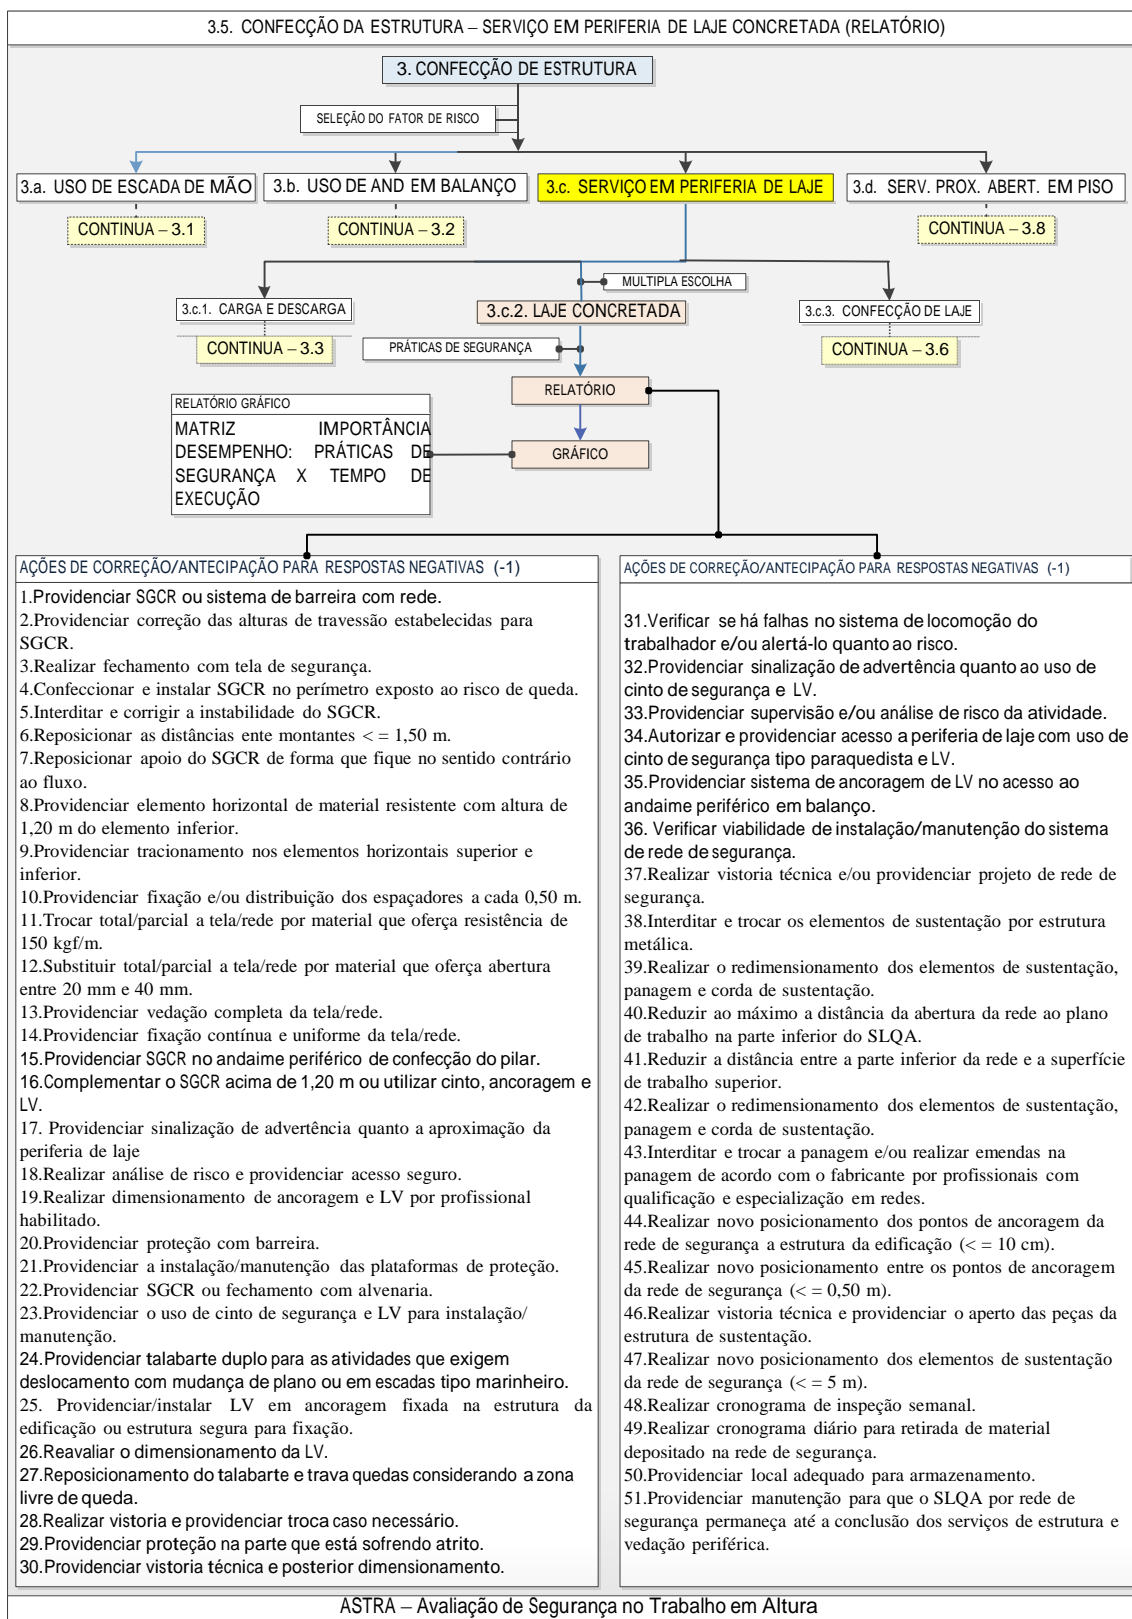 3.5. CONFECÇÃO DA ESTRUTURA – SERVIÇO EM PERIFERIA DE LAJE CONCRETADA (RELATÓRIO)
3. CONFECÇÃO DE ESTRUTURA
SELEÇÃO DO FATOR DE RISCO
3.a. USO DE ESCADA DE MÃO
3.b. USO DE AND EM BALANÇO
3.c. SERVIÇO EM PERIFERIA DE LAJE
3.d. SERV. PROX. ABERT. EM PISO
CONTINUA – 3.1
CONTINUA – 3.2
CONTINUA – 3.8
MULTIPLA ESCOLHA
3.c.1. CARGA E DESCARGA
3.c.2. LAJE CONCRETADA
3.c.3. CONFECÇÃO DE LAJE
CONTINUA – 3.3
PRÁTICAS DE SEGURANÇA
CONTINUA – 3.6
RELATÓRIO
RELATÓRIO GRÁFICO
MATRIZ IMPORTÂNCIA
DESEMPENHO: PRÁTICAS DE
SEGURANÇA X TEMPO DE
EXECUÇÃO
GRÁFICO
AÇÕES DE CORREÇÃO/ANTECIPAÇÃO PARA RESPOSTAS NEGATIVAS (-1)
1.Providenciar SGCR ou sistema de barreira com rede.
2.Providenciar correção das alturas de travessão estabelecidas para
SGCR.
3.Realizar fechamento com tela de segurança.
4.Confeccionar e instalar SGCR no perímetro exposto ao risco de queda.
5.Interditar e corrigir a instabilidade do SGCR.
6.Reposicionar as distâncias ente montantes < = 1,50 m.
7.Reposicionar apoio do SGCR de forma que fique no sentido contrário
ao fluxo.
8.Providenciar elemento horizontal de material resistente com altura de
1,20 m do elemento inferior.
9.Providenciar tracionamento nos elementos horizontais superior e
inferior.
10.Providenciar fixação e/ou distribuição dos espaçadores a cada 0,50 m.
11.Trocar total/parcial a tela/rede por material que oferça resistência de
150 kgf/m.
12.Substituir total/parcial a tela/rede por material que oferça abertura
entre 20 mm e 40 mm.
13.Providenciar vedação completa da tela/rede.
14.Providenciar fixação contínua e uniforme da tela/rede.
15.Providenciar SGCR no andaime periférico de confecção do pilar.
16.Complementar o SGCR acima de 1,20 m ou utilizar cinto, ancoragem e
LV.
17. Providenciar sinalização de advertência quanto a aproximação da
periferia de laje
18.Realizar análise de risco e providenciar acesso seguro.
19.Realizar dimensionamento de ancoragem e LV por profissional
habilitado.
20.Providenciar proteção com barreira.
21.Providenciar a instalação/manutenção das plataformas de proteção.
22.Providenciar SGCR ou fechamento com alvenaria.
23.Providenciar o uso de cinto de segurança e LV para instalação/
manutenção.
24.Providenciar talabarte duplo para as atividades que exigem
deslocamento com mudança de plano ou em escadas tipo marinheiro.
25. Providenciar/instalar LV em ancoragem fixada na estrutura da
edificação ou estrutura segura para fixação.
26.Reavaliar o dimensionamento da LV.
27.Reposicionamento do talabarte e trava quedas considerando a zona
livre de queda.
28.Realizar vistoria e providenciar troca caso necessário.
29.Providenciar proteção na parte que está sofrendo atrito.
30.Providenciar vistoria técnica e posterior dimensionamento.
AÇÕES DE CORREÇÃO/ANTECIPAÇÃO PARA RESPOSTAS NEGATIVAS (-1)
31.Verificar se há falhas no sistema de locomoção do
trabalhador e/ou alertá-lo quanto ao risco.
32.Providenciar sinalização de advertência quanto ao uso de
cinto de segurança e LV.
33.Providenciar supervisão e/ou análise de risco da atividade.
34.Autorizar e providenciar acesso a periferia de laje com uso de
cinto de segurança tipo paraquedista e LV.
35.Providenciar sistema de ancoragem de LV no acesso ao
andaime periférico em balanço.
36. Verificar viabilidade de instalação/manutenção do sistema
de rede de segurança.
37.Realizar vistoria técnica e/ou providenciar projeto de rede de
segurança.
38.Interditar e trocar os elementos de sustentação por estrutura
metálica.
39.Realizar o redimensionamento dos elementos de sustentação,
panagem e corda de sustentação.
40.Reduzir ao máximo a distância da abertura da rede ao plano
de trabalho na parte inferior do SLQA.
41.Reduzir a distância entre a parte inferior da rede e a superfície
de trabalho superior.
42.Realizar o redimensionamento dos elementos de sustentação,
panagem e corda de sustentação.
43.Interditar e trocar a panagem e/ou realizar emendas na
panagem de acordo com o fabricante por profissionais com
qualificação e especialização em redes.
44.Realizar novo posicionamento dos pontos de ancoragem da
rede de segurança a estrutura da edificação (< = 10 cm).
45.Realizar novo posicionamento entre os pontos de ancoragem
da rede de segurança (< = 0,50 m).
46.Realizar vistoria técnica e providenciar o aperto das peças da
estrutura de sustentação.
47.Realizar novo posicionamento dos elementos de sustentação
da rede de segurança (< = 5 m).
48.Realizar cronograma de inspeção semanal.
49.Realizar cronograma diário para retirada de material
depositado na rede de segurança.
50.Providenciar local adequado para armazenamento.
51.Providenciar manutenção para que o SLQA por rede de
segurança permaneça até a conclusão dos serviços de estrutura e
vedação periférica.
ASTRA – Avaliação de Segurança no Trabalho em Altura